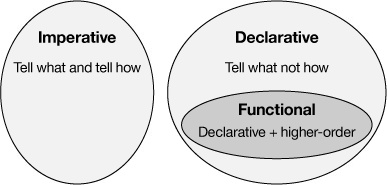 Imperative
Tell what and tell how
Declarative
Tell what not how
Functional
Declarative + higher-order